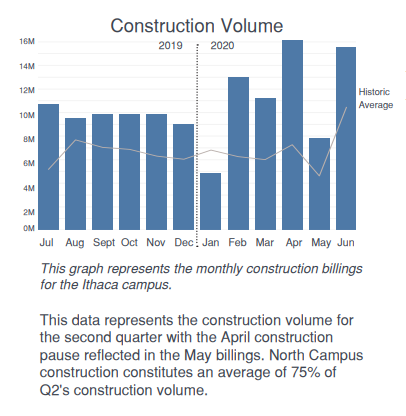 Construction Volume
2019 2020
16M
14M
12M
10M
8M
6M
4M
2M
0M
Historic
Average
Jul Aug Sept Oct Nov Dec Jan Feb Mar Apr May Jun
This graph represents the monthly construction billings
for the Ithaca campus.
This data represents the construction volume for
the second quarter with the April construction
pause reflected in the May billings. North Campus
construction constitutes an average of 75% of
Q2's construction volume.